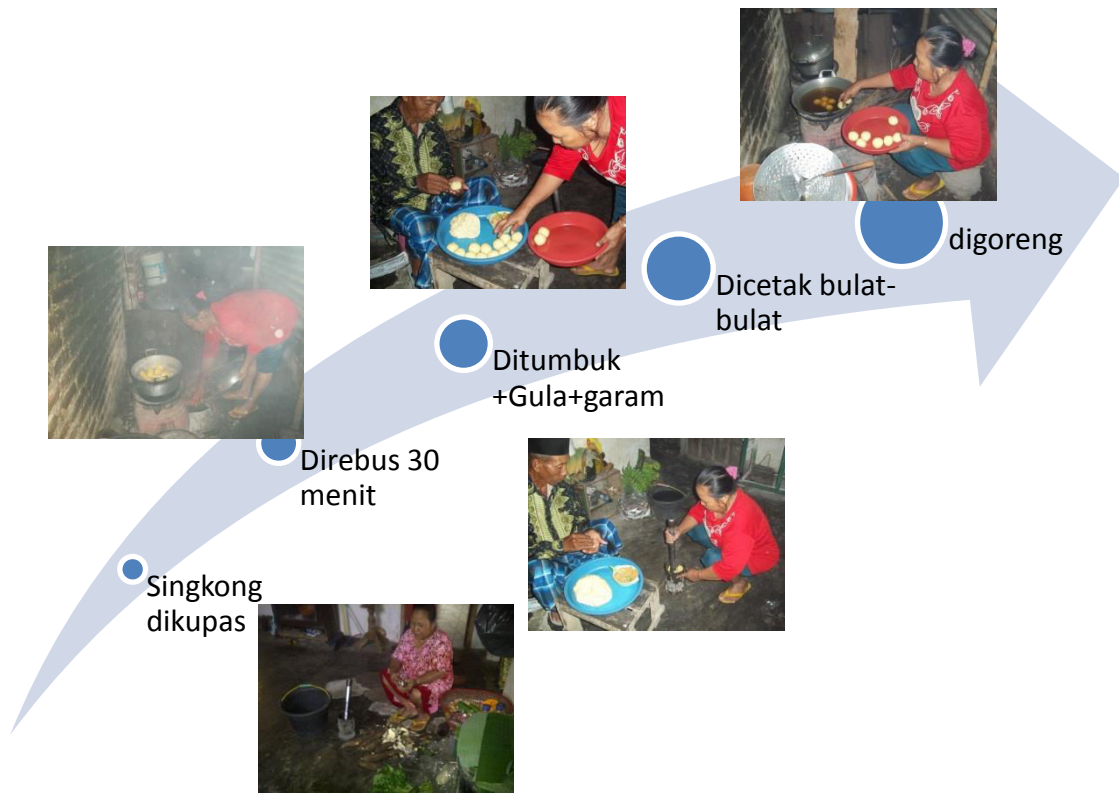 Singkong
dikupas
Direbus 30
menit
Ditumbuk
+Gula+garam
Dicetak bulat-
bulat
digoreng